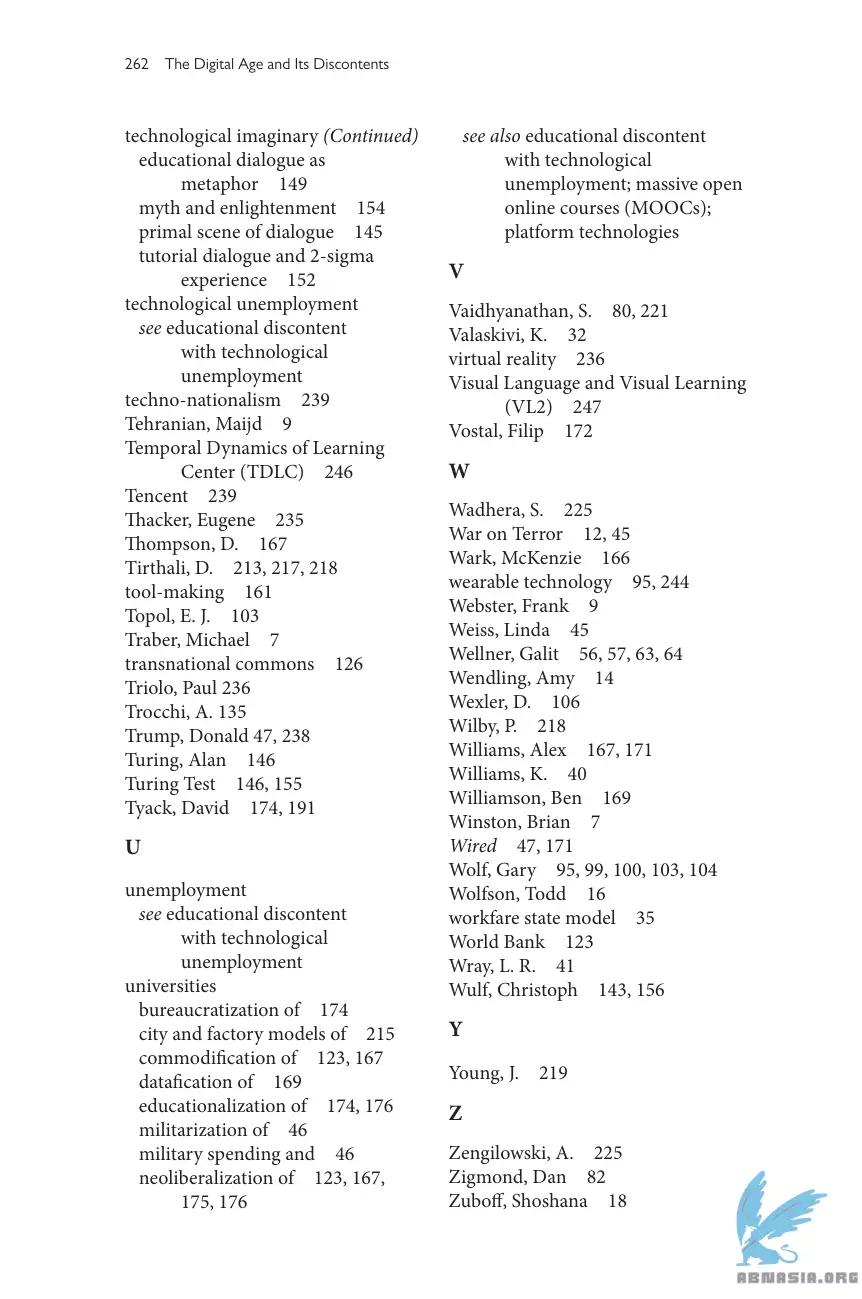 262 The Digital Age and Its Discontents
technological imaginary (Continued)
educational dialogue as
metaphor 149
myth and enlightenment 154
primal scene of dialogue 145
tutorial dialogue and 2-sigma
experience 152
technological unemployment
see educational discontent
with technological
unemployment
techno-nationalism 239
Tehranian, Maijd 9
Temporal Dynamics of Learning
Center (TDLC) 246
Tencent 239
Thacker, Eugene 235
Thompson, D. 167
Tirthali, D. 213, 217, 218
tool-making 161
Topol, E. J. 103
Traber, Michael 7
transnational commons 126
Triolo, Paul 236
Trocchi, A. 135
Trump, Donald 47, 238
Turing, Alan 146
Turing Test 146, 155
Tyack, David 174, 191
U
unemployment
see educational discontent
with technological
unemployment
universities
bureaucratization of 174
city and factory models of 215
commodification of 123, 167
datafication of 169
educationalization of 174, 176
militarization of 46
military spending and 46
neoliberalization of 123, 167,
175, 176
see also educational discontent
with technological
unemployment; massive open
online courses (MOOCs);
platform technologies
V
Vaidhyanathan, S. 80, 221
Valaskivi, K. 32
virtual reality 236
Visual Language and Visual Learning
(VL2) 247
Vostal, Filip 172
W
Wadhera, S. 225
War on Terror 12, 45
Wark, McKenzie 166
wearable technology 95, 244
Webster, Frank 9
Weiss, Linda 45
Wellner, Galit 56, 57, 63, 64
Wendling, Amy 14
Wexler, D. 106
Wilby, P. 218
Williams, Alex 167, 171
Williams, K. 40
Williamson, Ben 169
Winston, Brian 7
Wired 47, 171
Wolf, Gary 95, 99, 100, 103, 104
Wolfson, Todd 16
workfare state model 35
World Bank 123
Wray, L. R. 41
Wulf, Christoph 143, 156
Y
Young, J. 219
Z
Zengilowski, A. 225
Zigmond, Dan 82
Zuboff, Shoshana 18
ABNASIA.ORG